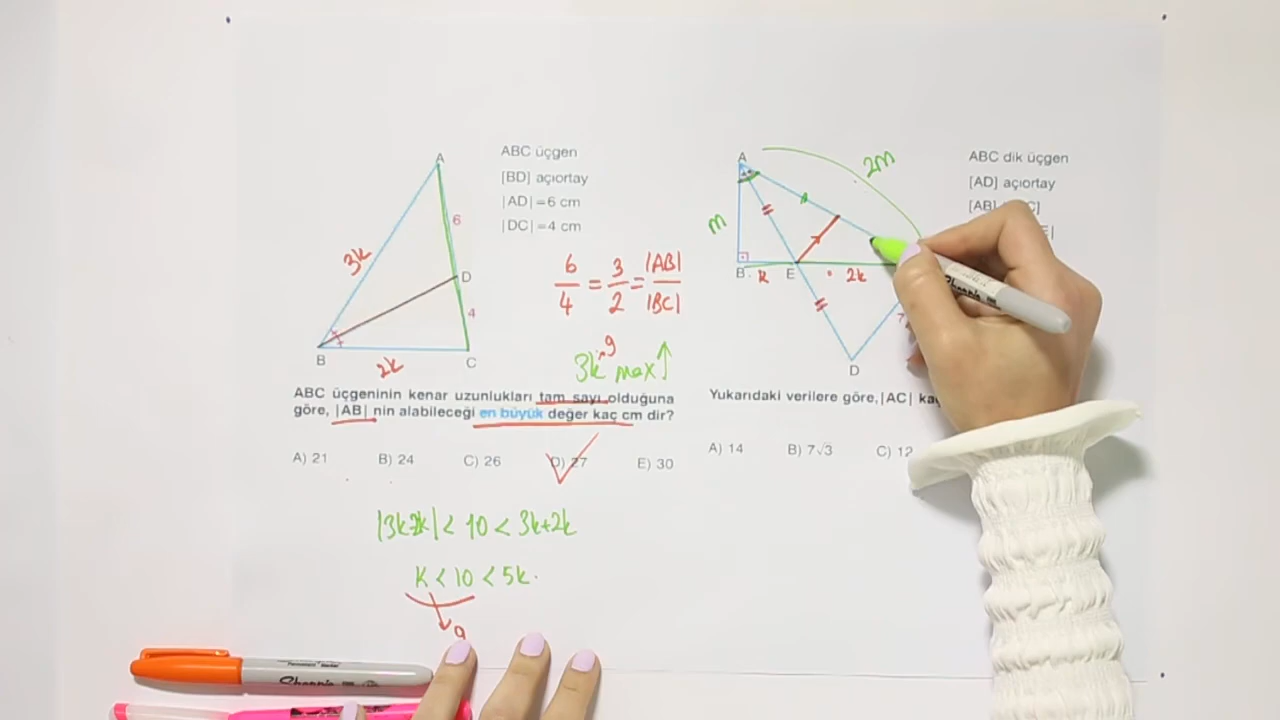 ABC üçgen
[BD] açıortay
|AD| =6 cm
|DC| =4 cm
A
6
3k
D
4
B
2k
C
6/4 = 3/2 = |AB|/|BC|
9
3k max↑
ABC üçgeninin kenar uzunlukları tam sayı olduğuna
göre, |AB| nin alabileceği en büyük değer kaç cm dir?
A) 21 B) 24 C) 26 D) 27 E) 30
|3k-2k| < 10 < 3k+2k
k < 10 < 5k
9
ABC dik üçgen
[AD] açıortay
[AB]
A
2m
m
B
k
E
2k
7
D
Yukarıdaki verilere göre, |AC|
A) 14 B) 7√3 C) 12
Sharpie